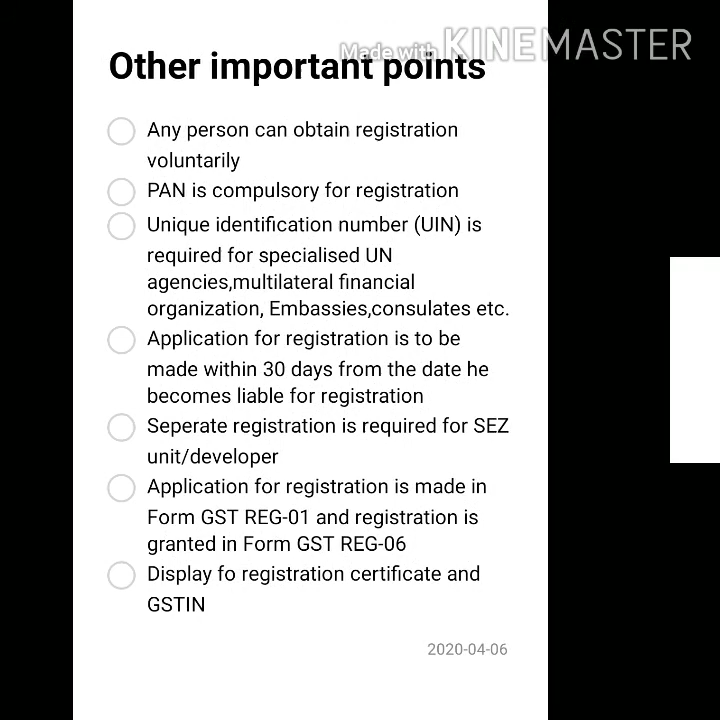 Made with KINEMASTER
Other important points
Any person can obtain registration
voluntarily
PAN is compulsory for registration
Unique identification number (UIN) is
required for specialised UN
agencies,multilateral financial
organization, Embassies,consulates etc.
Application for registration is to be
made within 30 days from the date he
becomes liable for registration
Seperate registration is required for SEZ
unit/developer
Application for registration is made in
Form GST REG-01 and registration is
granted in Form GST REG-06
Display fo registration certificate and
GSTIN
2020-04-06